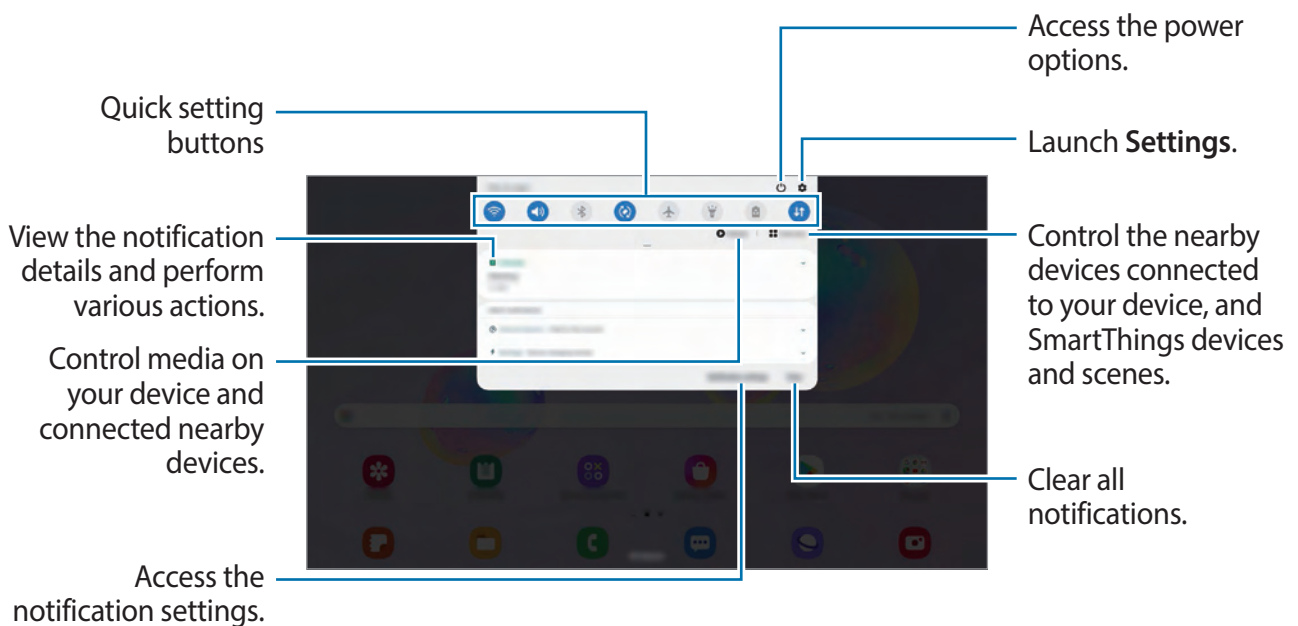 Access the power
options.
Quick setting
buttons
Launch Settings.
View the notification
details and perform
various actions.
Control the nearby
devices connected
to your device, and
SmartThings devices
and scenes.
Control media on
your device and
connected nearby
devices.
Clear all
notifications.
Access the
notification settings.